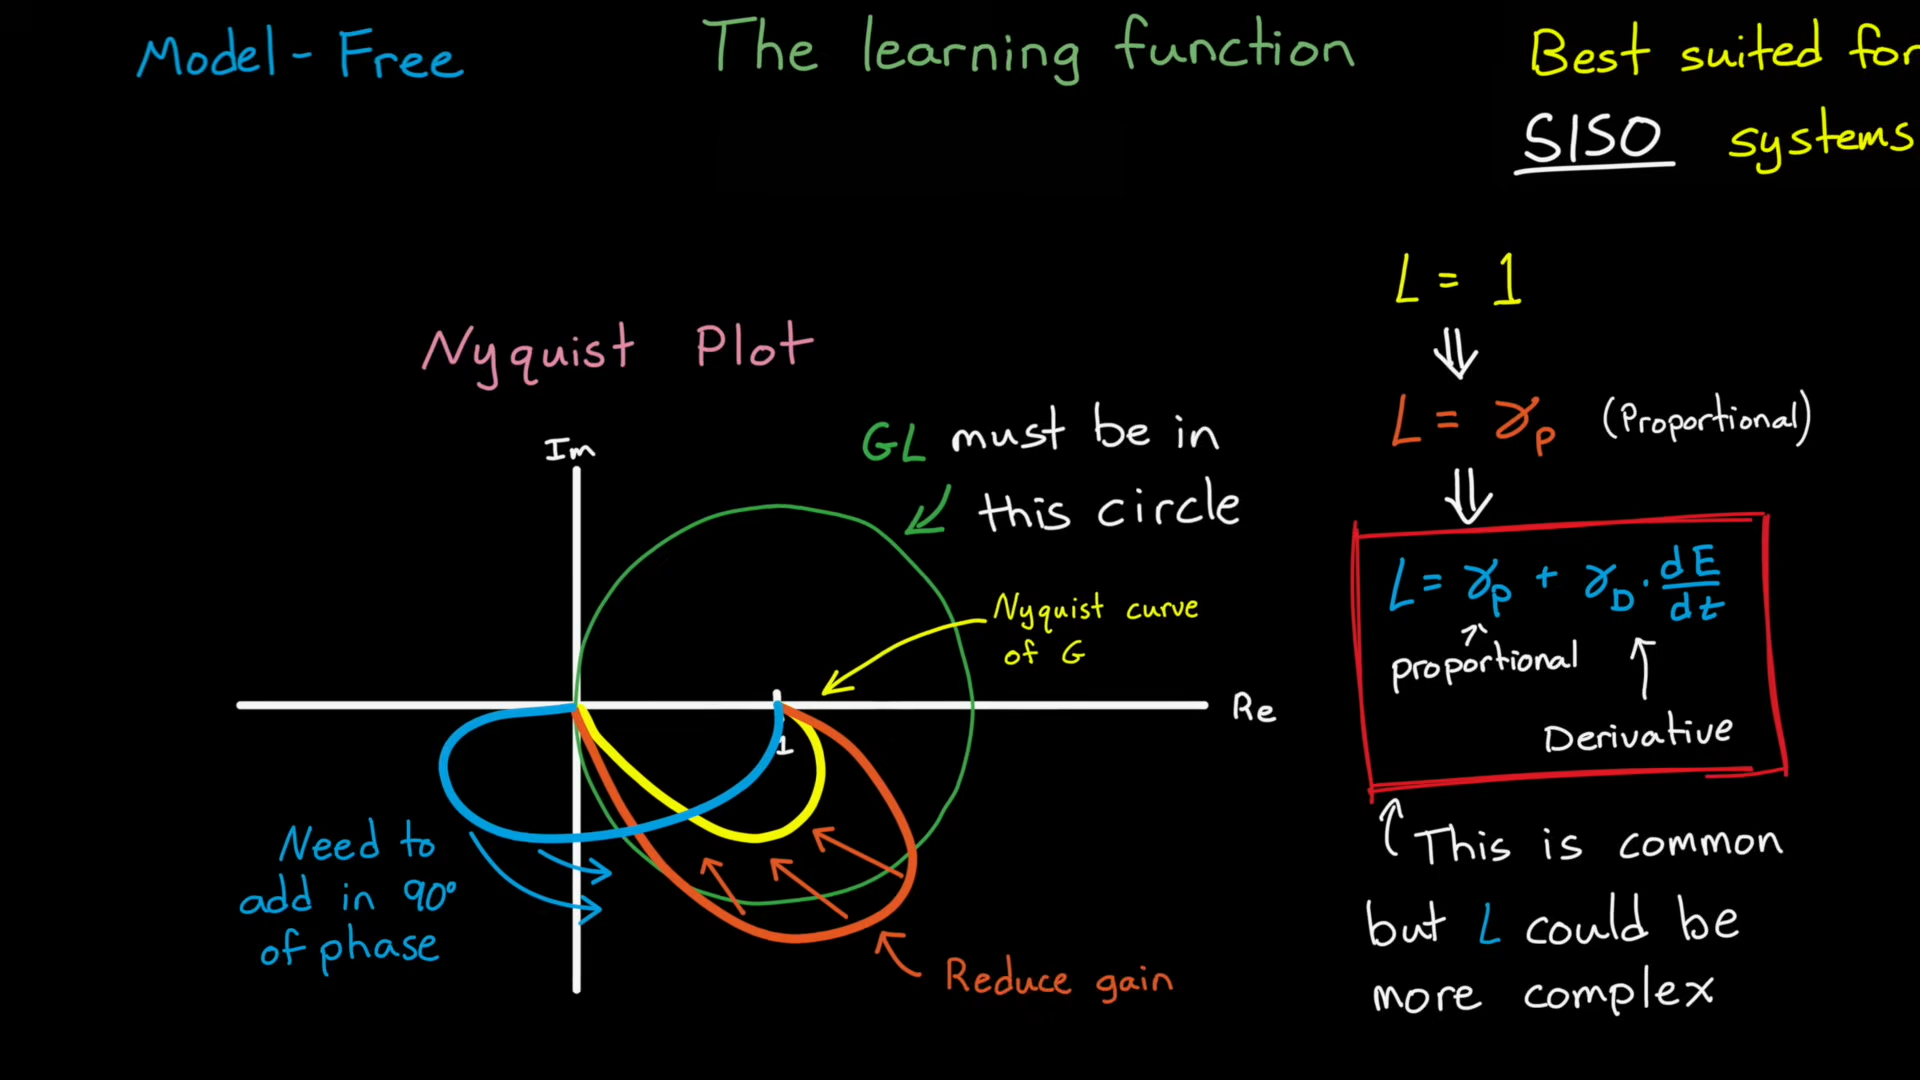 Model - Free
The learning function
Best suited for
SISO systems
Nyquist Plot
Im
GL must be in
this circle
Nyquist curve
of G
Re
1
Need to
add in 90°
of phase
Reduce gain
L = 1
⇓
L = γp (Proportional)
⇓
L = γp + γD · dE/dt
proportional
Derivative
This is common
but L could be
more complex